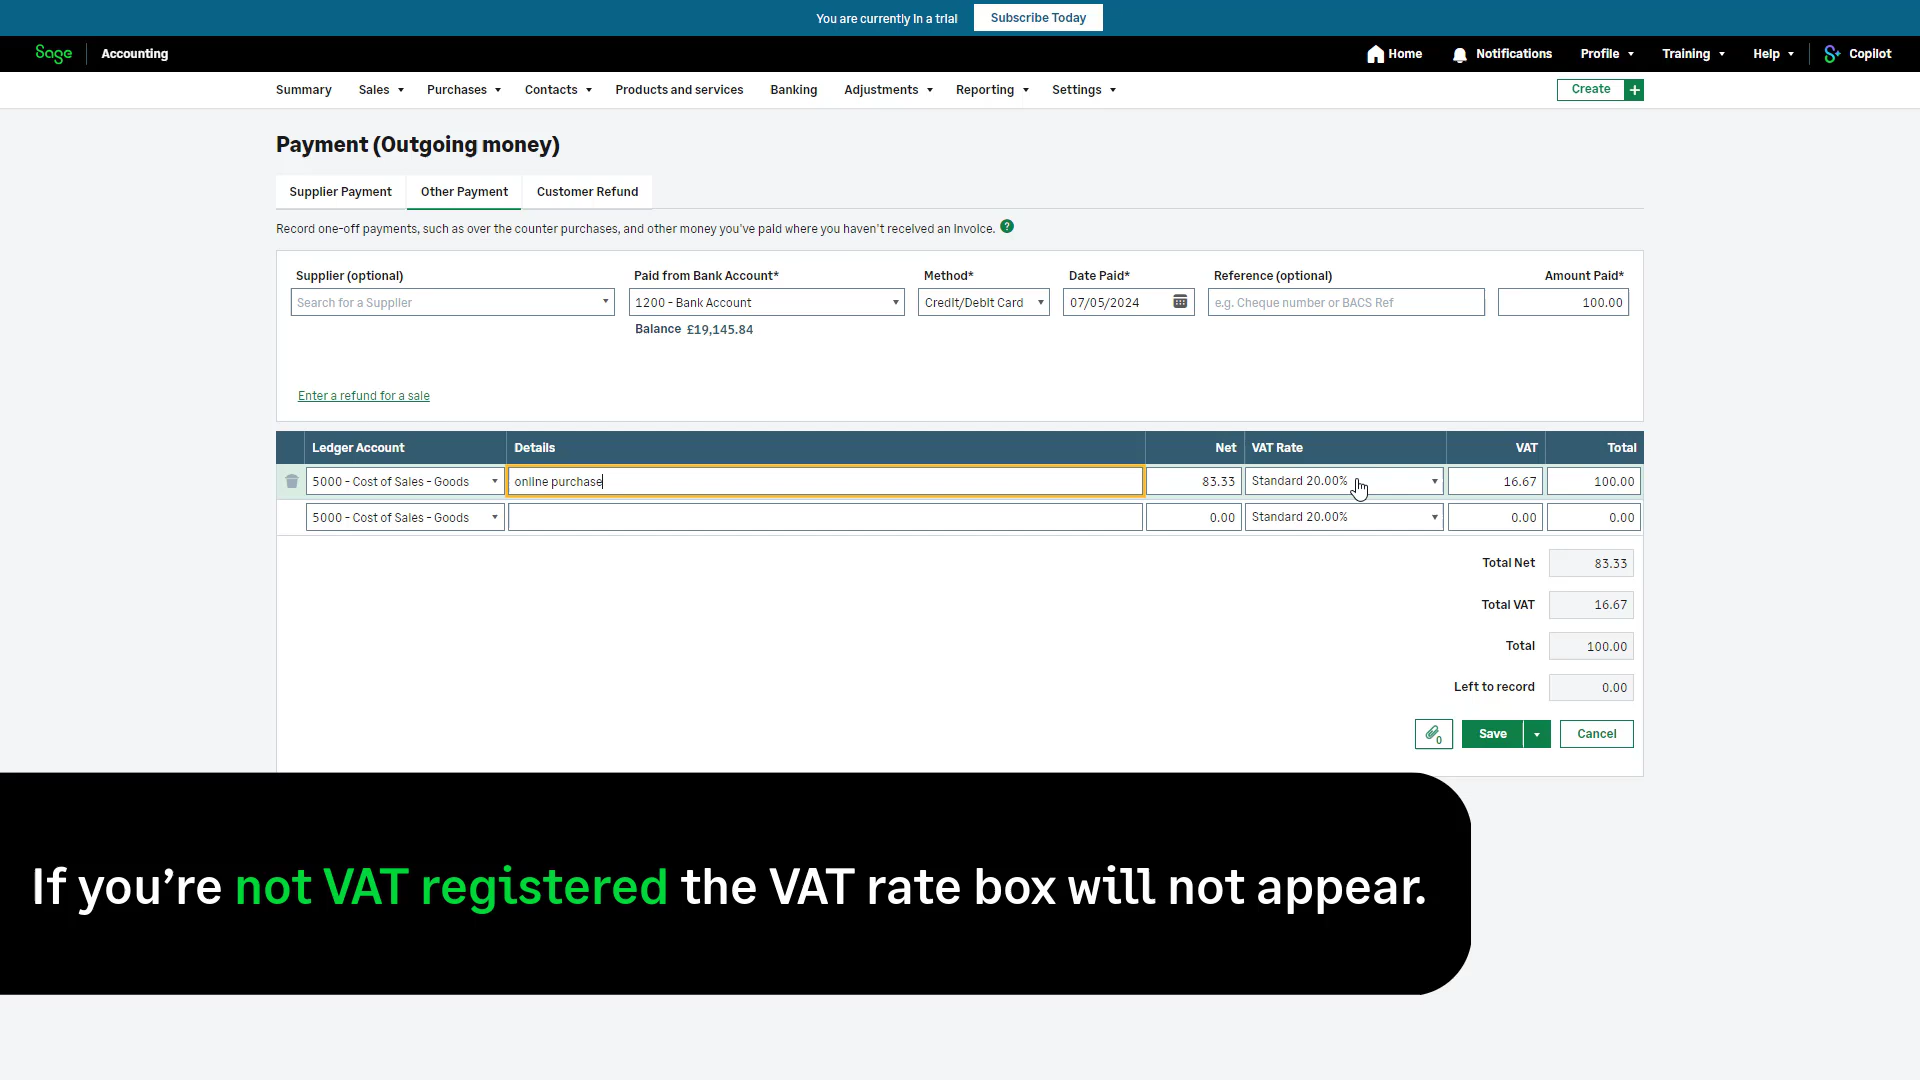 You are currently in a trial Subscribe Today
Sage Accounting Home Notifications Profile Training Help Copilot
Summary Sales Purchases Contacts Products and services Banking Adjustments Reporting Settings Create +
Payment (Outgoing money)
Supplier Payment Other Payment Customer Refund
Record one-off payments, such as over the counter purchases, and other money you've paid where you haven't received an Invoice. ?
Supplier (optional) Paid from Bank Account* Method* Date Paid* Reference (optional) Amount Paid*
Search for a Supplier 1200 - Bank Account Credit/Debit Card 07/05/2024 e.g. Cheque number or BACS Ref 100.00
Balance £19,145.84
Enter a refund for a sale
Ledger Account Details Net VAT Rate VAT Total
5000 - Cost of Sales - Goods online purchase 83.33 Standard 20.00% 16.67 100.00
5000 - Cost of Sales - Goods 0.00 Standard 20.00% 0.00 0.00
Total Net 83.33
Total VAT 16.67
Total 100.00
Left to record 0.00
0 Save Cancel
If you're not VAT registered the VAT rate box will not appear.